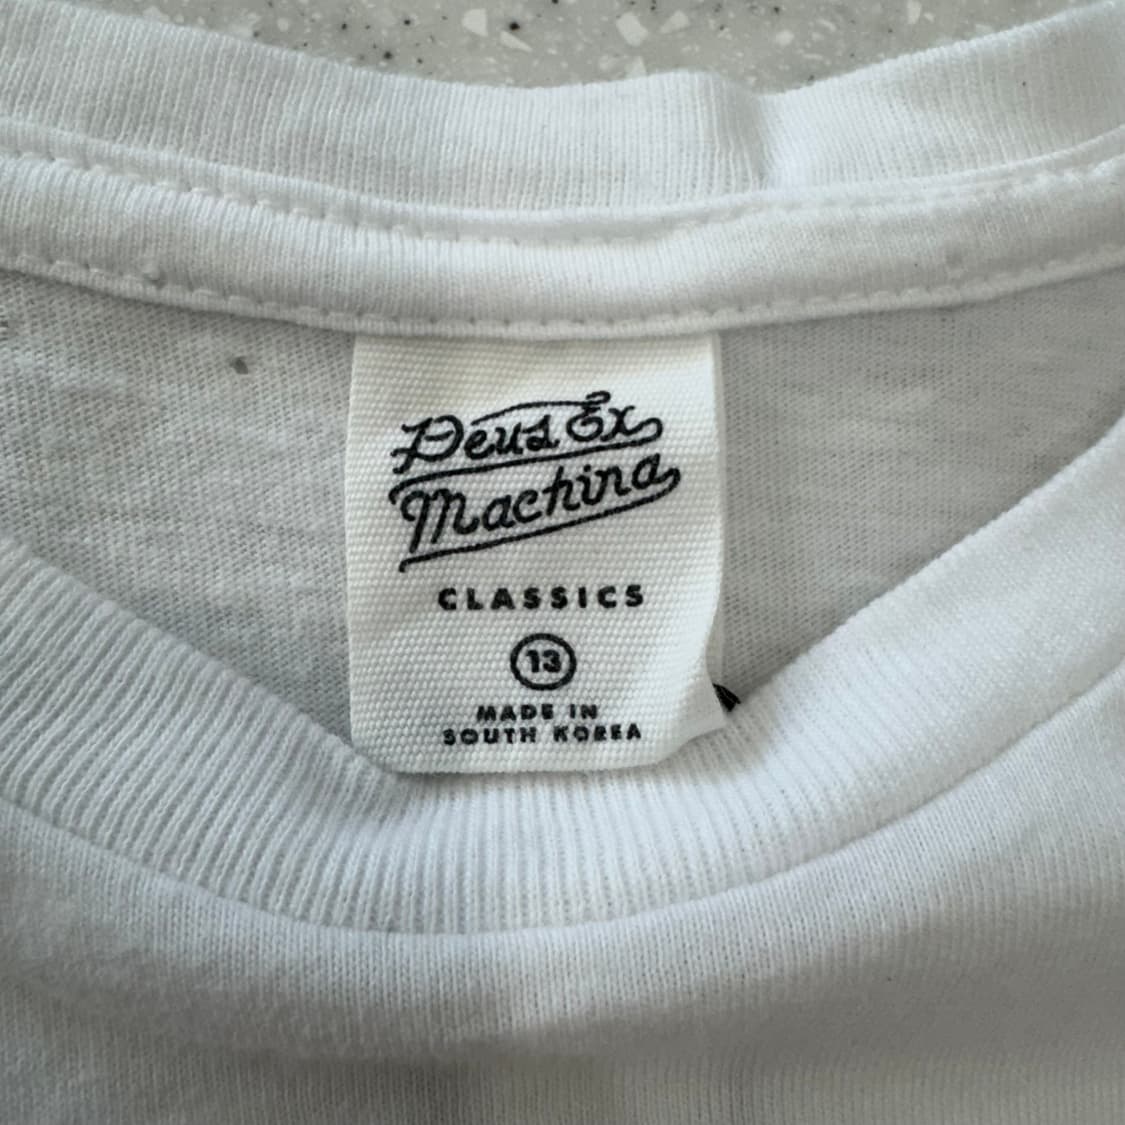 Deus Ex
Machina
CLASSICS
13
MADE IN
SOUTH KOREA